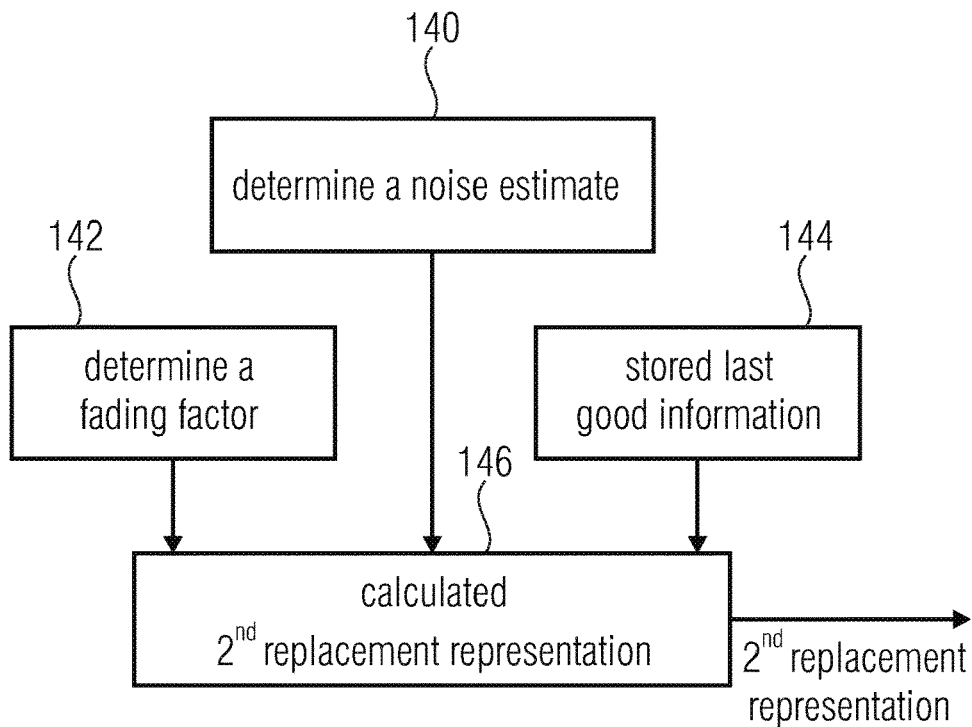 140
determine a noise estimate
142
144
determine a
fading factor
stored last
good information
146
calculated
2nd replacement representation
2nd replacement
representation